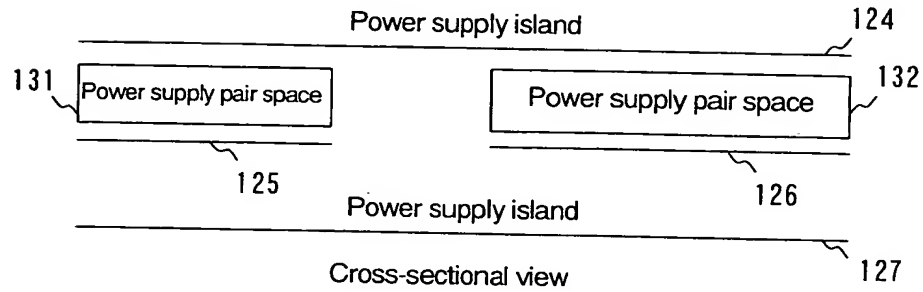 Power supply island
124
131
Power supply pair space
Power supply pair space
132
125
126
Power supply island
127
Cross-sectional view